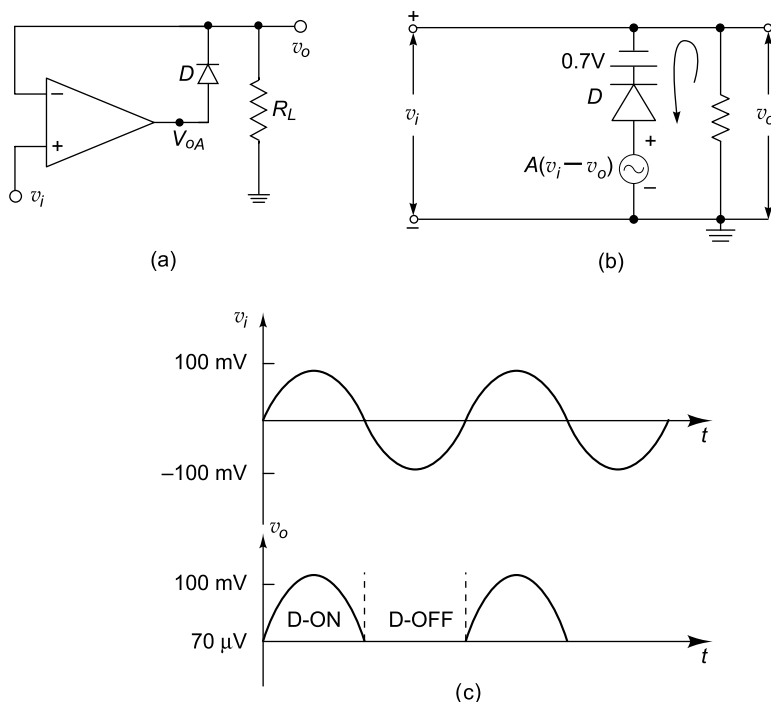 D
v_o
R_L
V_oA
−
+
v_i
(a)
+
0.7V
D
v_i
+
A(v_i − v_o)
−
v_o
−
(b)
v_i
100 mV
t
–100 mV
v_o
100 mV
D-ON D-OFF
70 μV
t
(c)